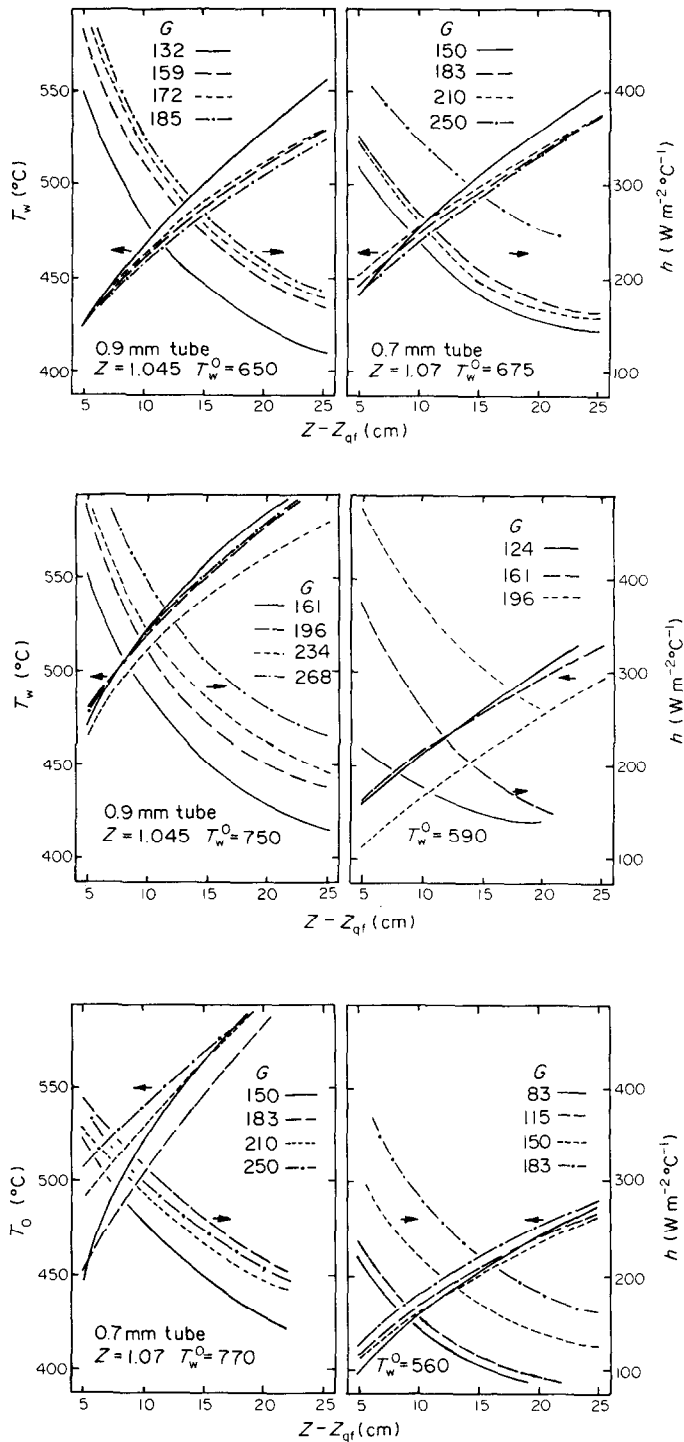 G
132
159
172
185
550
500
450
400
T_w (°C)
0.9 mm tube
Z = 1.045 T_w^0 = 650
5 10 15 20 25
G
150
183
210
250
400
300
200
100
h (W m⁻² °C⁻¹)
0.7 mm tube
Z = 1.07 T_w^0 = 675
5 10 15 20 25
Z − Z_qf (cm)
G
161
196
234
268
550
500
450
400
T_w (°C)
0.9 mm tube
Z = 1.045 T_w^0 = 750
5 10 15 20 25
G
124
161
196
400
300
200
100
h (W m⁻² °C⁻¹)
T_w^0 = 590
5 10 15 20 25
Z − Z_qf (cm)
G
150
183
210
250
550
500
450
400
T_O (°C)
0.7 mm tube
Z = 1.07 T_w^0 = 770
5 10 15 20 25
G
83
115
150
183
400
300
200
100
h (W m⁻² °C⁻¹)
T_w^0 = 560
5 10 15 20 25
Z − Z_qf (cm)